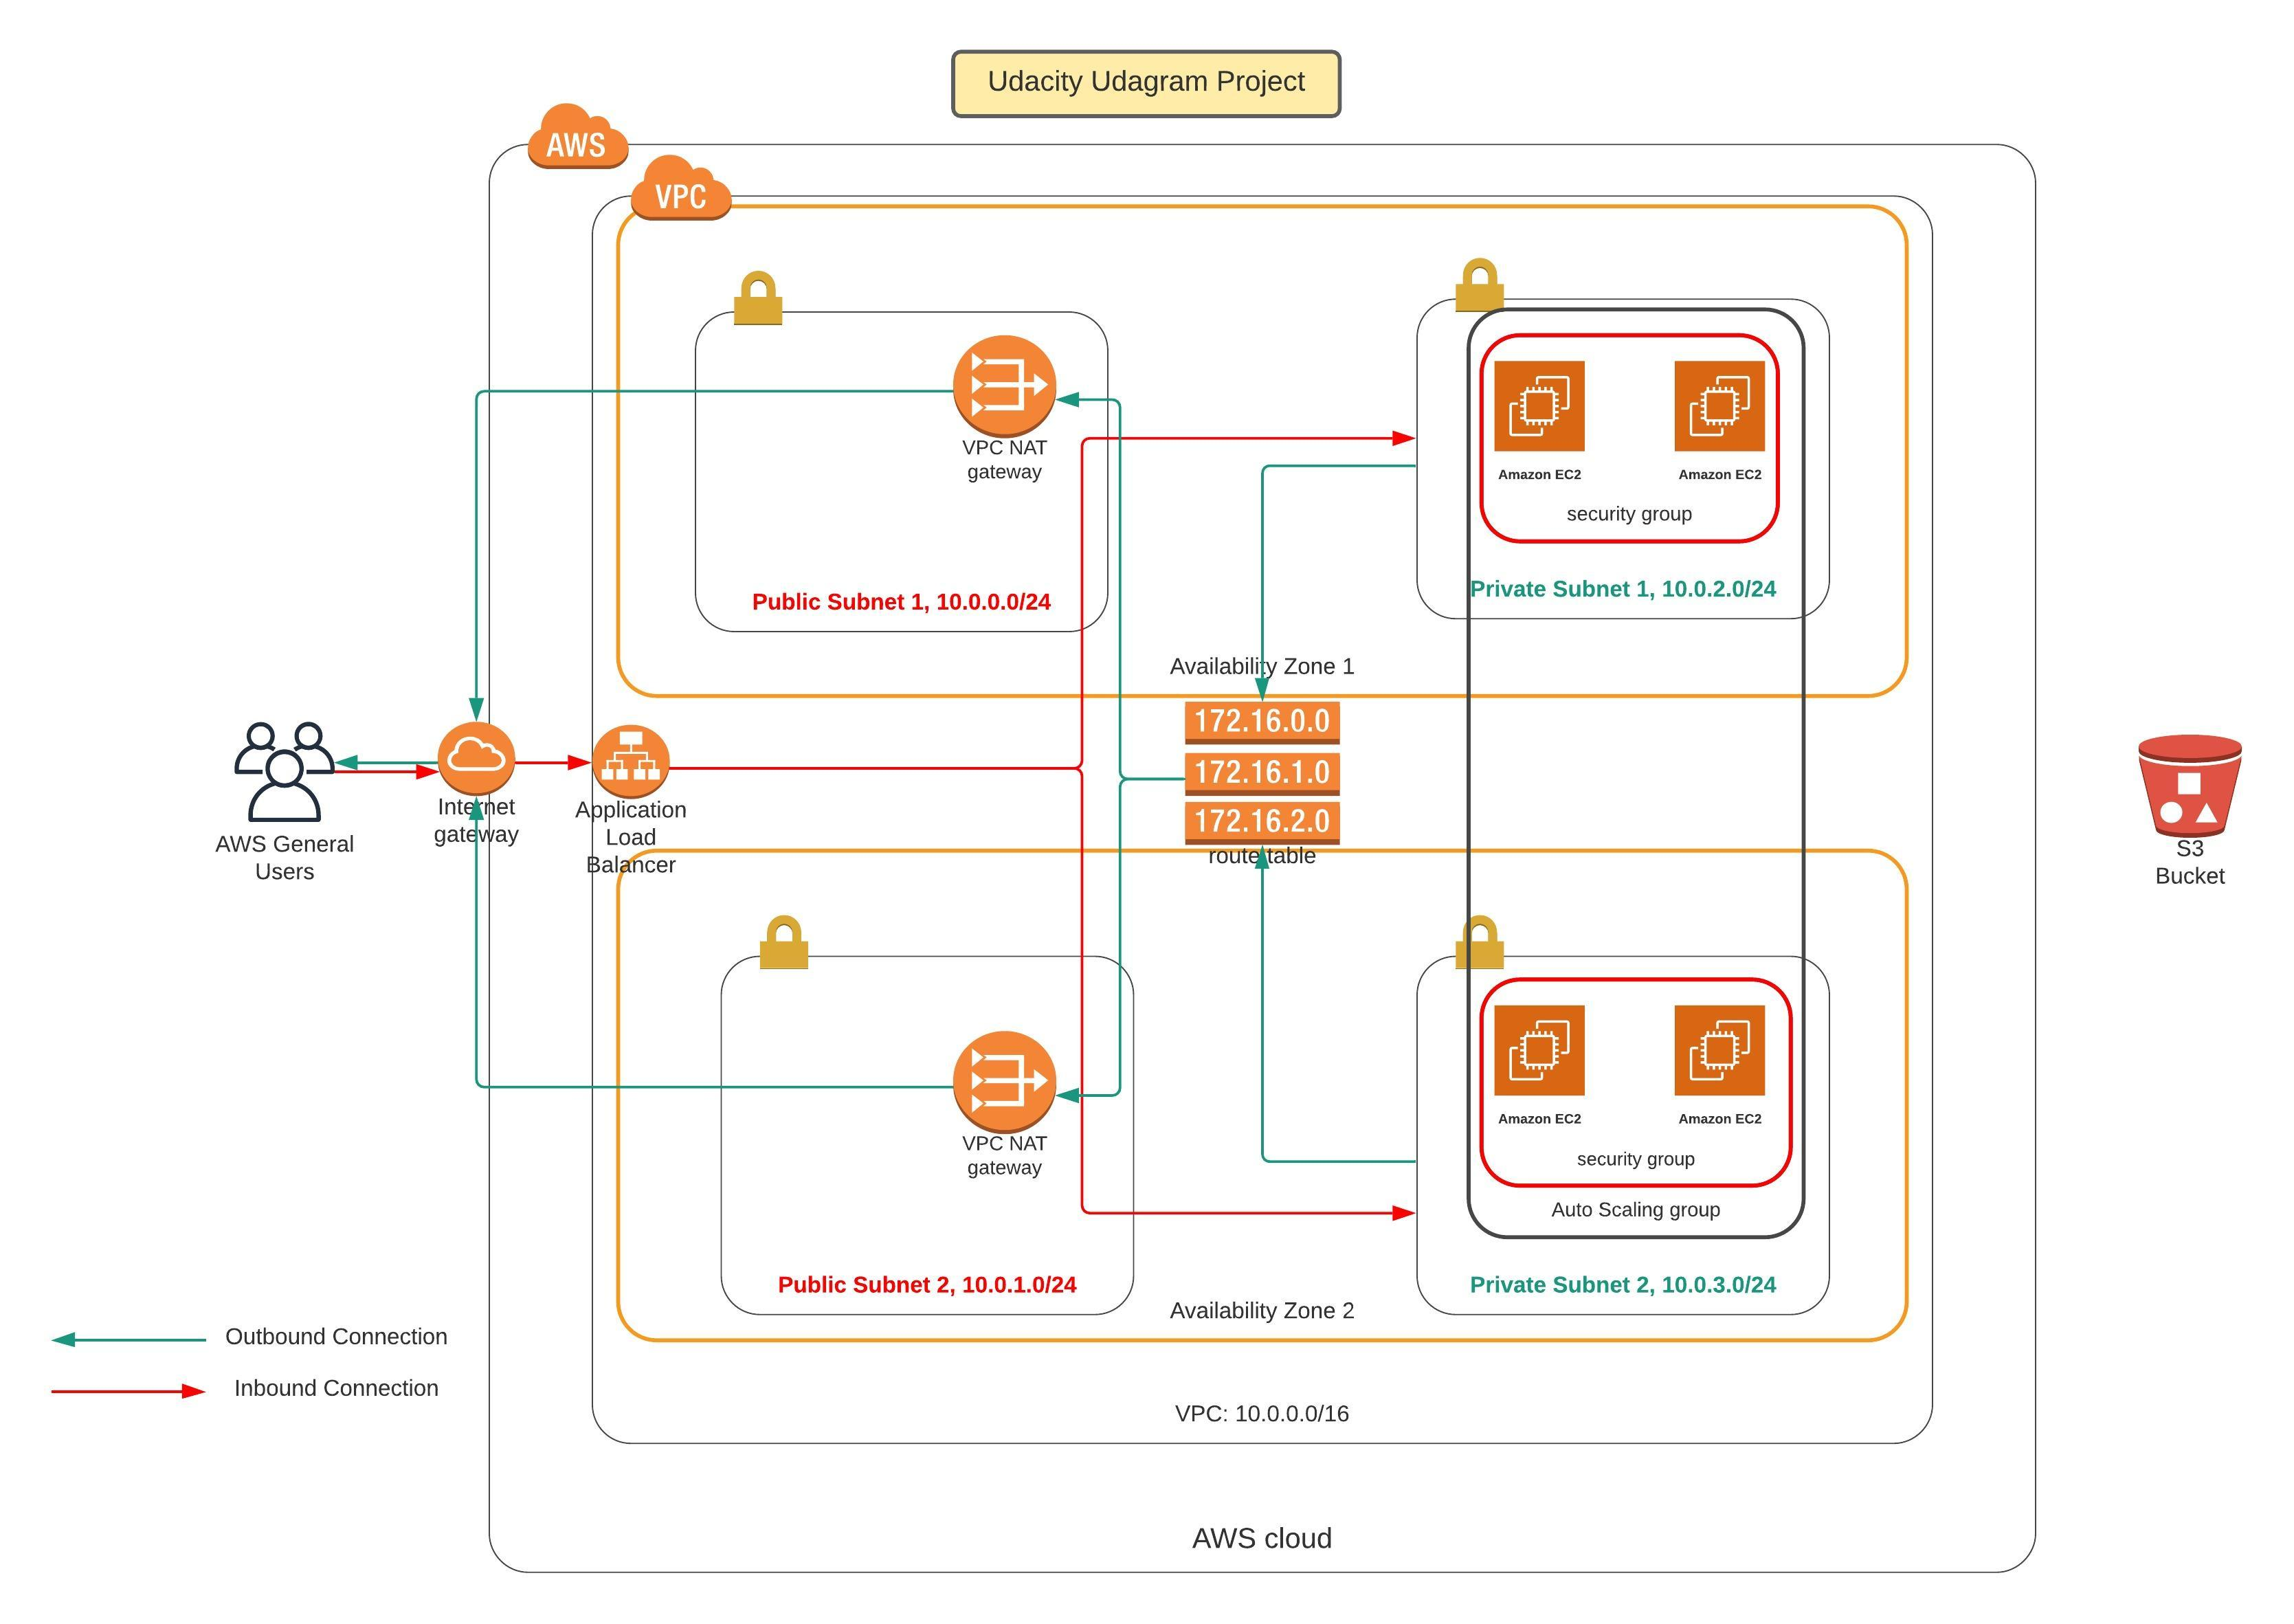 Udacity Udagram Project
AWS
VPC
VPC NAT
gateway
Amazon EC2
Amazon EC2
security group
Public Subnet 1, 10.0.0.0/24
Private Subnet 1, 10.0.2.0/24
Availability Zone 1
172.16.0.0
172.16.1.0
172.16.2.0
route table
AWS General
Users
Internet
gateway
Application
Load
Balancer
S3
Bucket
VPC NAT
gateway
Amazon EC2
Amazon EC2
security group
Auto Scaling group
Public Subnet 2, 10.0.1.0/24
Private Subnet 2, 10.0.3.0/24
Availability Zone 2
Outbound Connection
Inbound Connection
VPC: 10.0.0.0/16
AWS cloud